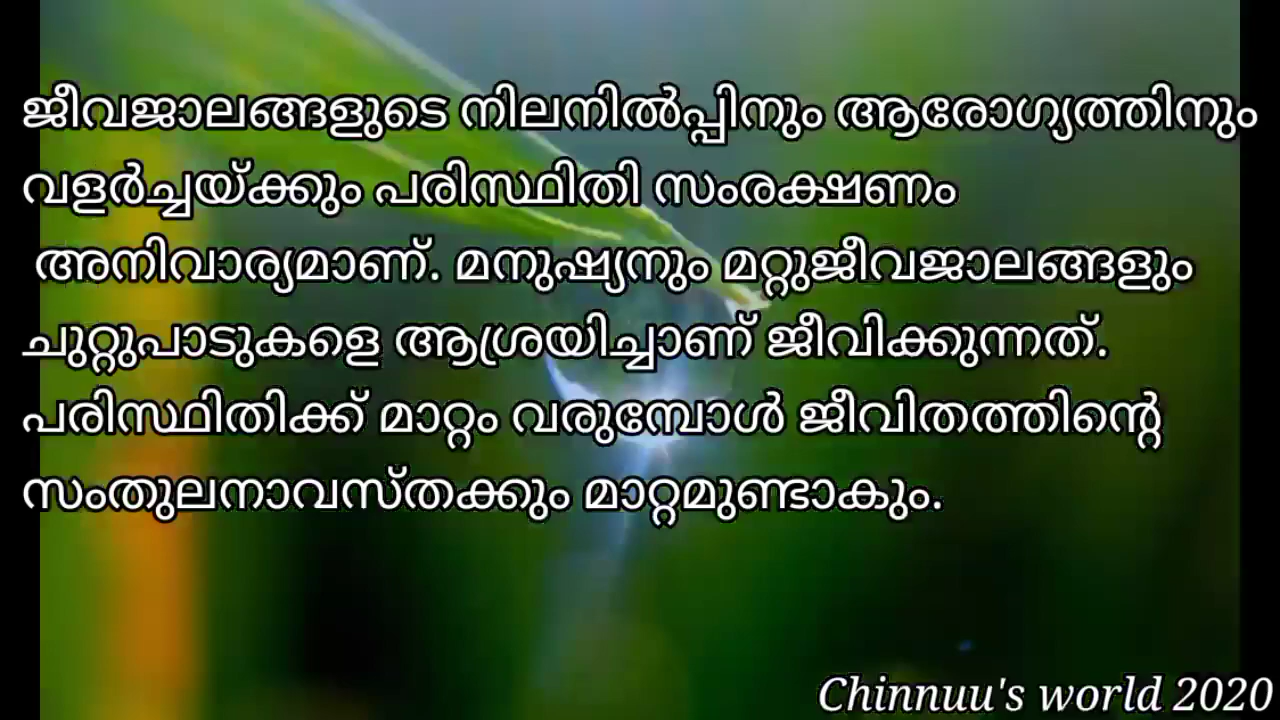 ജീവജാലങ്ങളുടെ നിലനിൽപ്പിനും ആരോഗ്യത്തിനും
വളർച്ചയ്ക്കും പരിസ്ഥിതി സംരക്ഷണം
അനിവാര്യമാണ്. മനുഷ്യനും മറ്റുജീവജാലങ്ങളും
ചുറ്റുപാടുകളെ ആശ്രയിച്ചാണ് ജീവിക്കുന്നത്.
പരിസ്ഥിതിക്ക് മാറ്റം വരുമ്പോൾ ജീവിതത്തിന്റെ
സംതുലനാവസ്തക്കും മാറ്റമുണ്ടാകും.
Chinnuu's world 2020